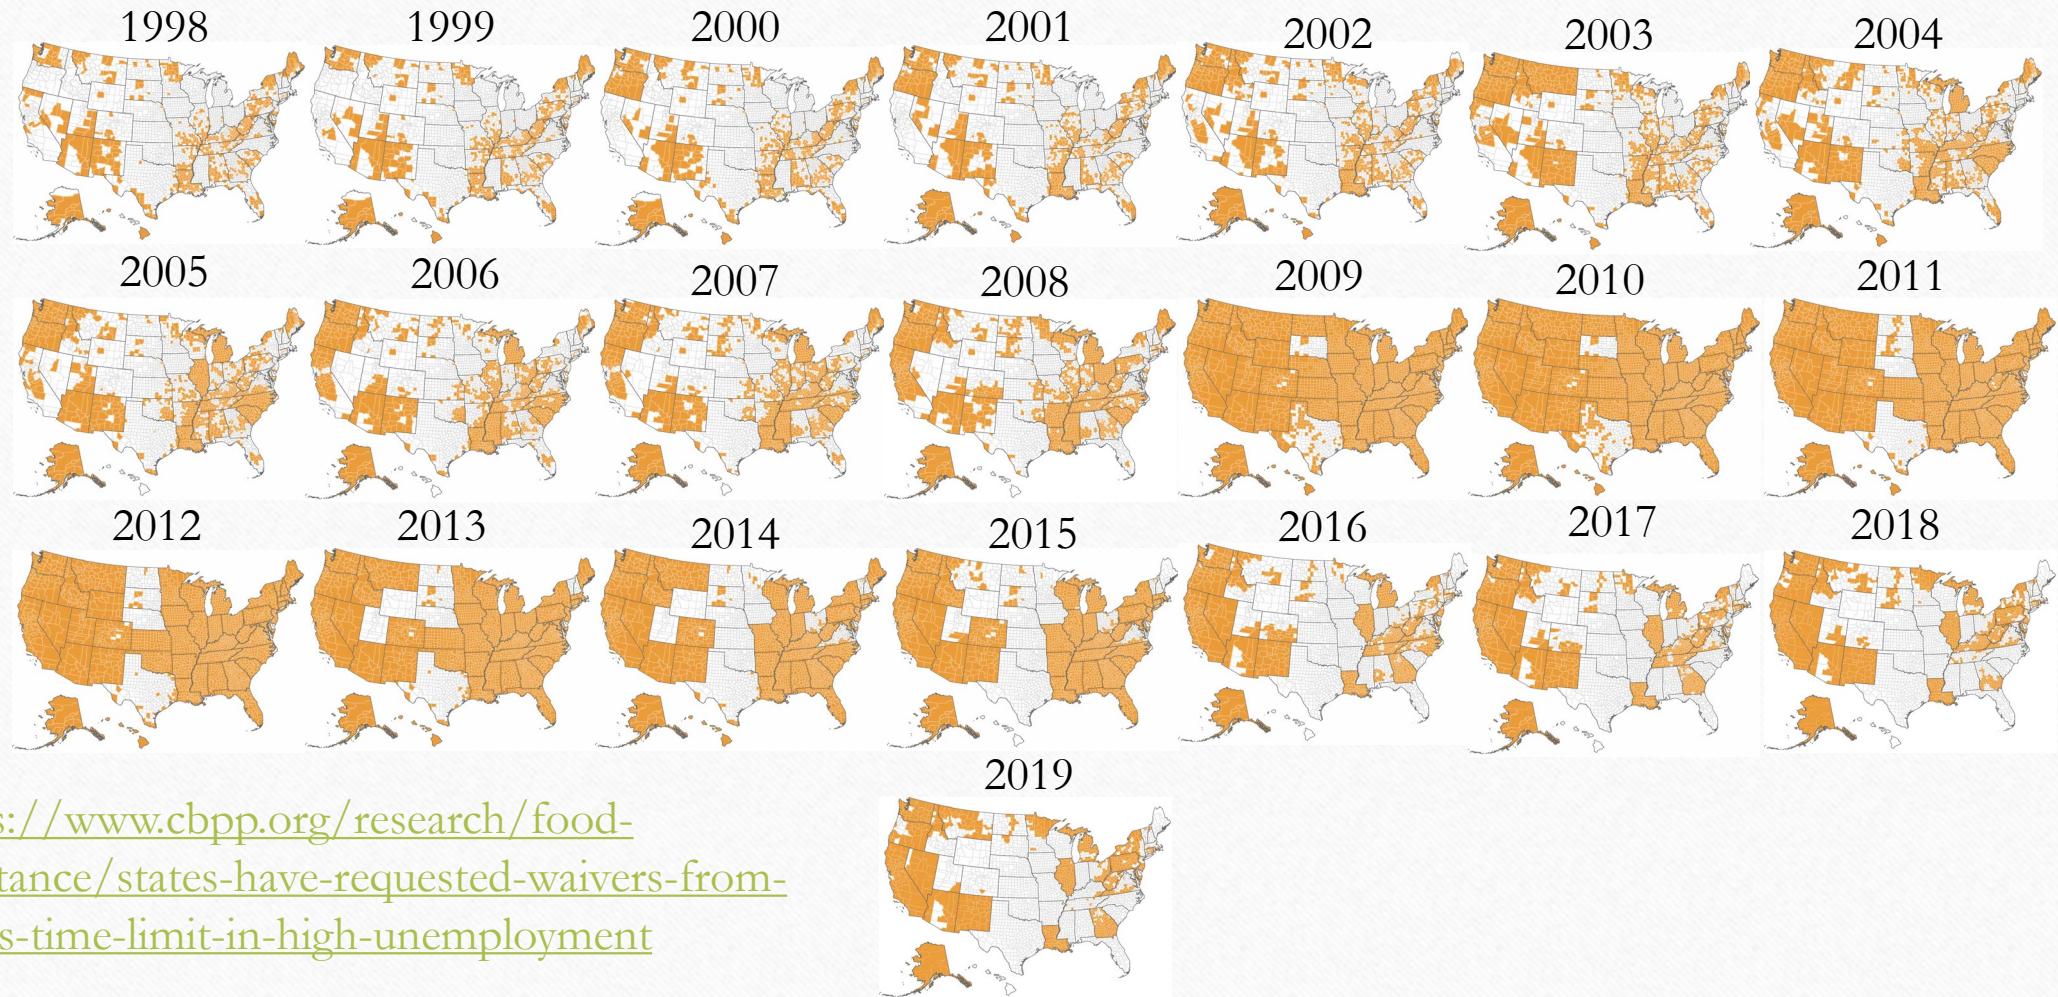 1998 1999 2000 2001 2002 2003 2004
2005 2006 2007 2008 2009 2010 2011
2012 2013 2014 2015 2016 2017 2018
2019
s://www.cbpp.org/research/food-
tance/states-have-requested-waivers-from-
s-time-limit-in-high-unemployment